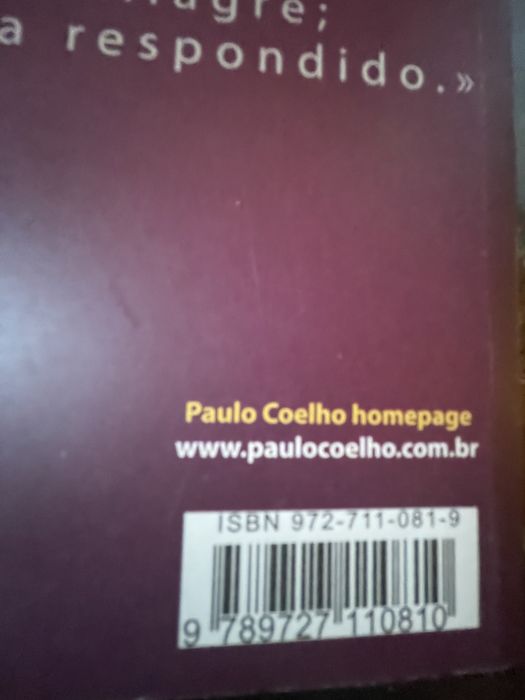 a respondido.»
Paulo Coelho homepage
www.paulocoelho.com.br
ISBN 972-711-081-9
9 789727 110810